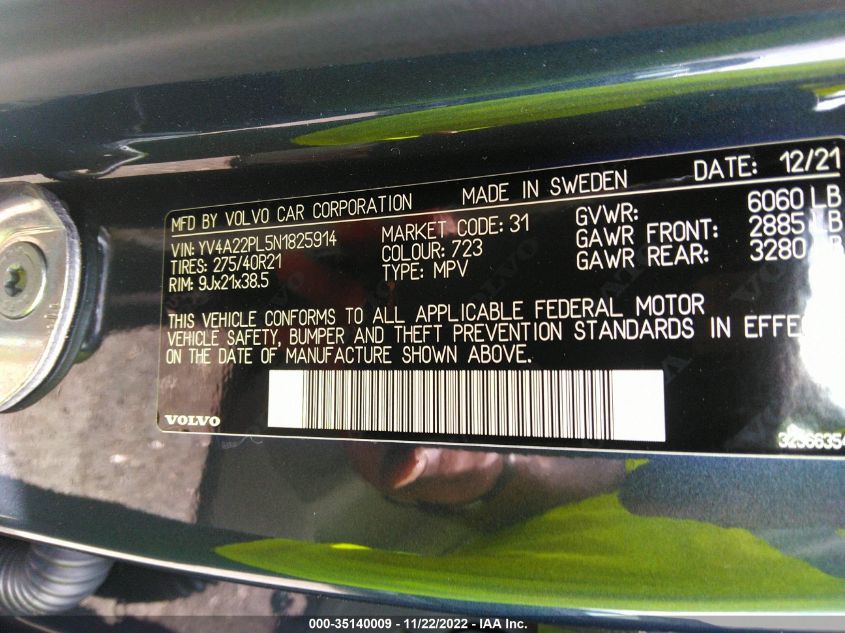 MFD BY VOLVO CAR CORPORATION MADE IN SWEDEN DATE: 12/21
VIN: YV4A22PL5N1825914 MARKET CODE: 31 GVWR: 6060 LB
TIRES: 275/40R21 COLOUR: 723 GAWR FRONT: 2885 LB
RIM: 9Jx21x38.5 TYPE: MPV GAWR REAR: 3280 LB
THIS VEHICLE CONFORMS TO ALL APPLICABLE FEDERAL MOTOR
VEHICLE SAFETY, BUMPER AND THEFT PREVENTION STANDARDS IN EFFE
ON THE DATE OF MANUFACTURE SHOWN ABOVE.
VOLVO
000-35140009 - 11/22/2022 - IAA Inc.